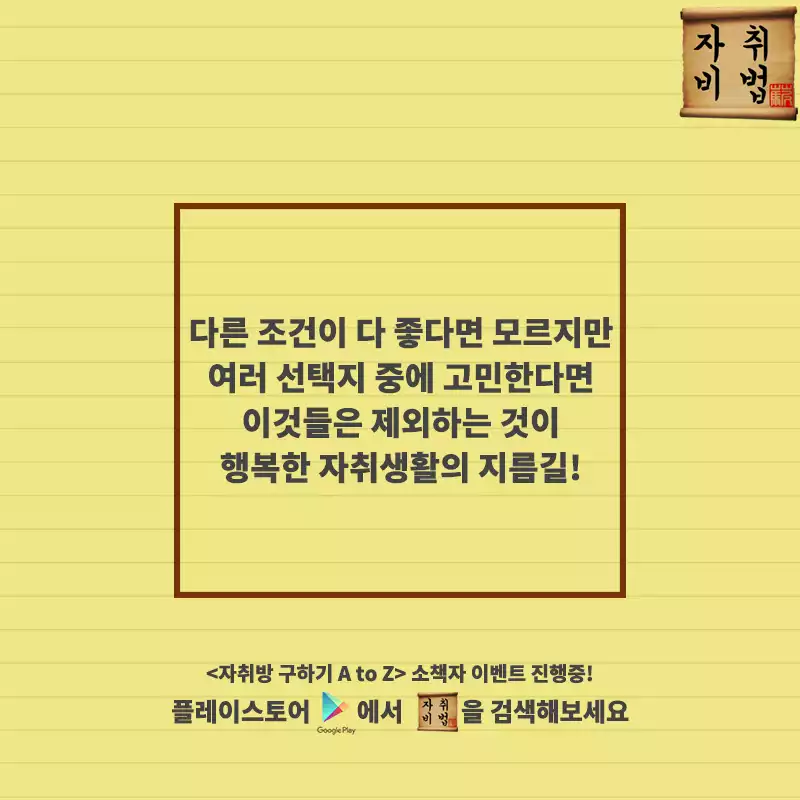 자취
비법
다른 조건이 다 좋다면 모르지만
여러 선택지 중에 고민한다면
이것들은 제외하는 것이
행복한 자취생활의 지름길!
<자취방 구하기 A to Z> 소책자 이벤트 진행중!
플레이스토어 Google Play 에서 자취비법 을 검색해보세요